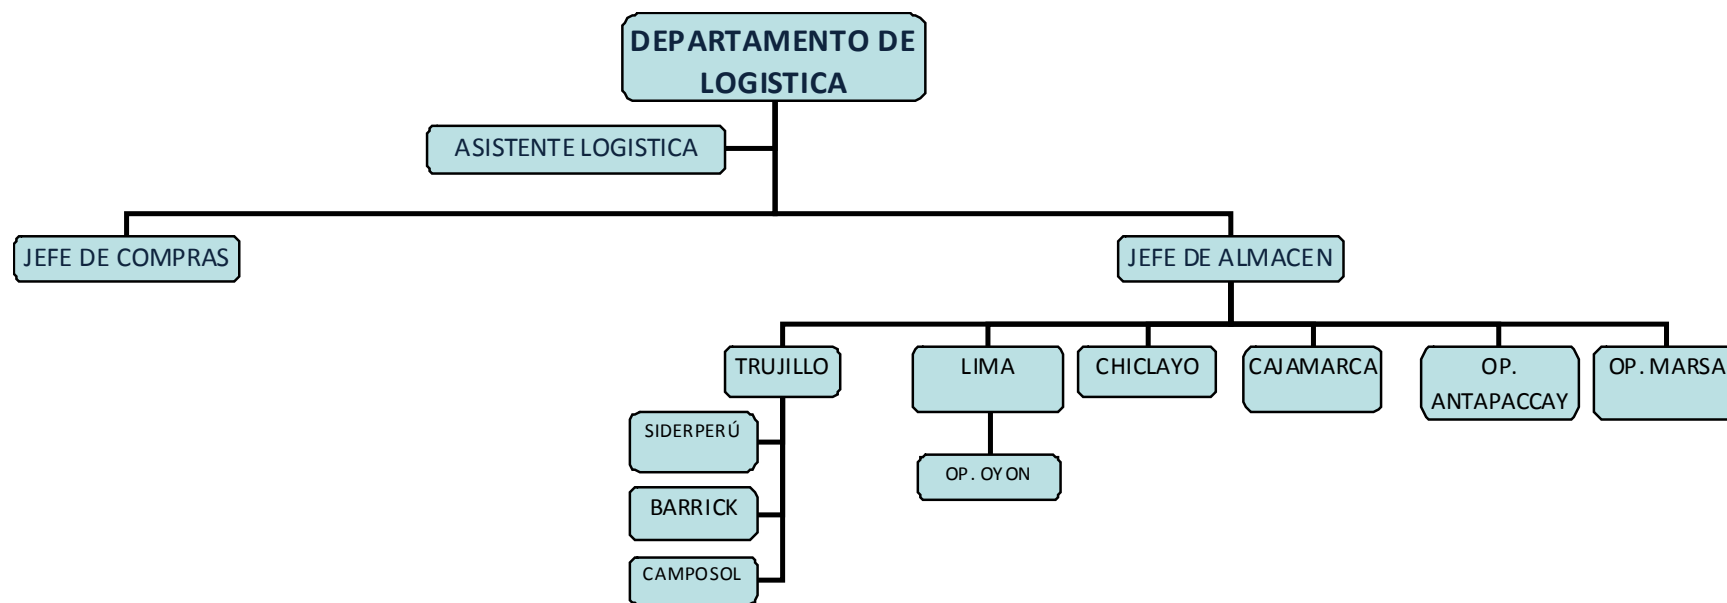 DEPARTAMENTO DE
LOGISTICA
ASISTENTE LOGISTICA
JEFE DE COMPRAS
JEFE DE ALMACEN
TRUJILLO
LIMA
CHICLAYO
CAJAMARCA
OP.
ANTAPACCAY
OP. MARSA
SIDERPERÚ
OP. OYON
BARRICK
CAMPOSOL